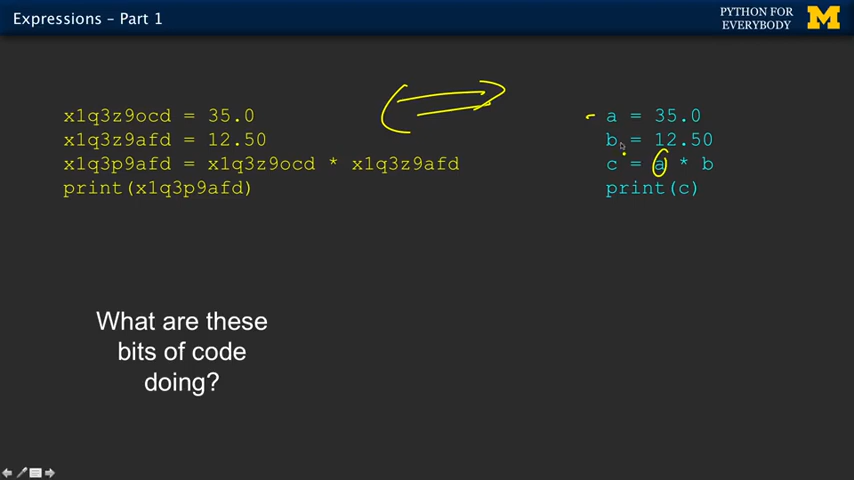 Expressions – Part 1
PYTHON FOR
EVERYBODY
x1q3z9ocd = 35.0
x1q3z9afd = 12.50
x1q3p9afd = x1q3z9ocd * x1q3z9afd
print(x1q3p9afd)
a = 35.0
b = 12.50
c = a * b
print(c)
What are these
bits of code
doing?